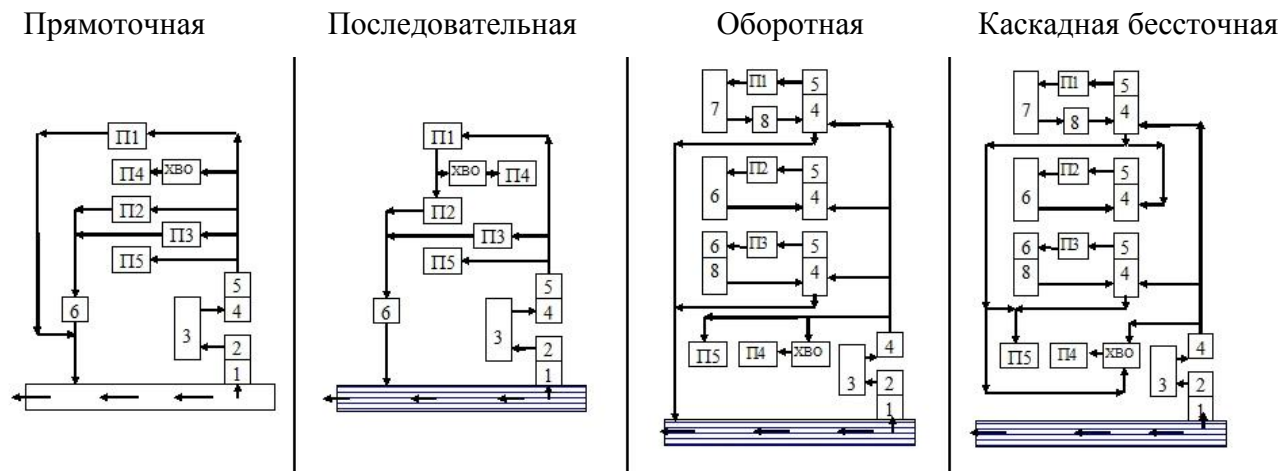 Прямоточная
Последовательная
Оборотная
Каскадная бессточная
П1
П4 ХВО
П2
П3
П5
5
6
4
3
2
1
П1
ХВО П4
П2
П3
П5
5
6
4
3
2
1
П1 5
7 4
8
П2 5
6 4
6 П3 5
8 4
П5 П4 ХВО 4
3 2
1
П1 5
7 4
8
П2 5
6 4
6 П3 5
8 4
П5 П4 ХВО 4
3 2
1